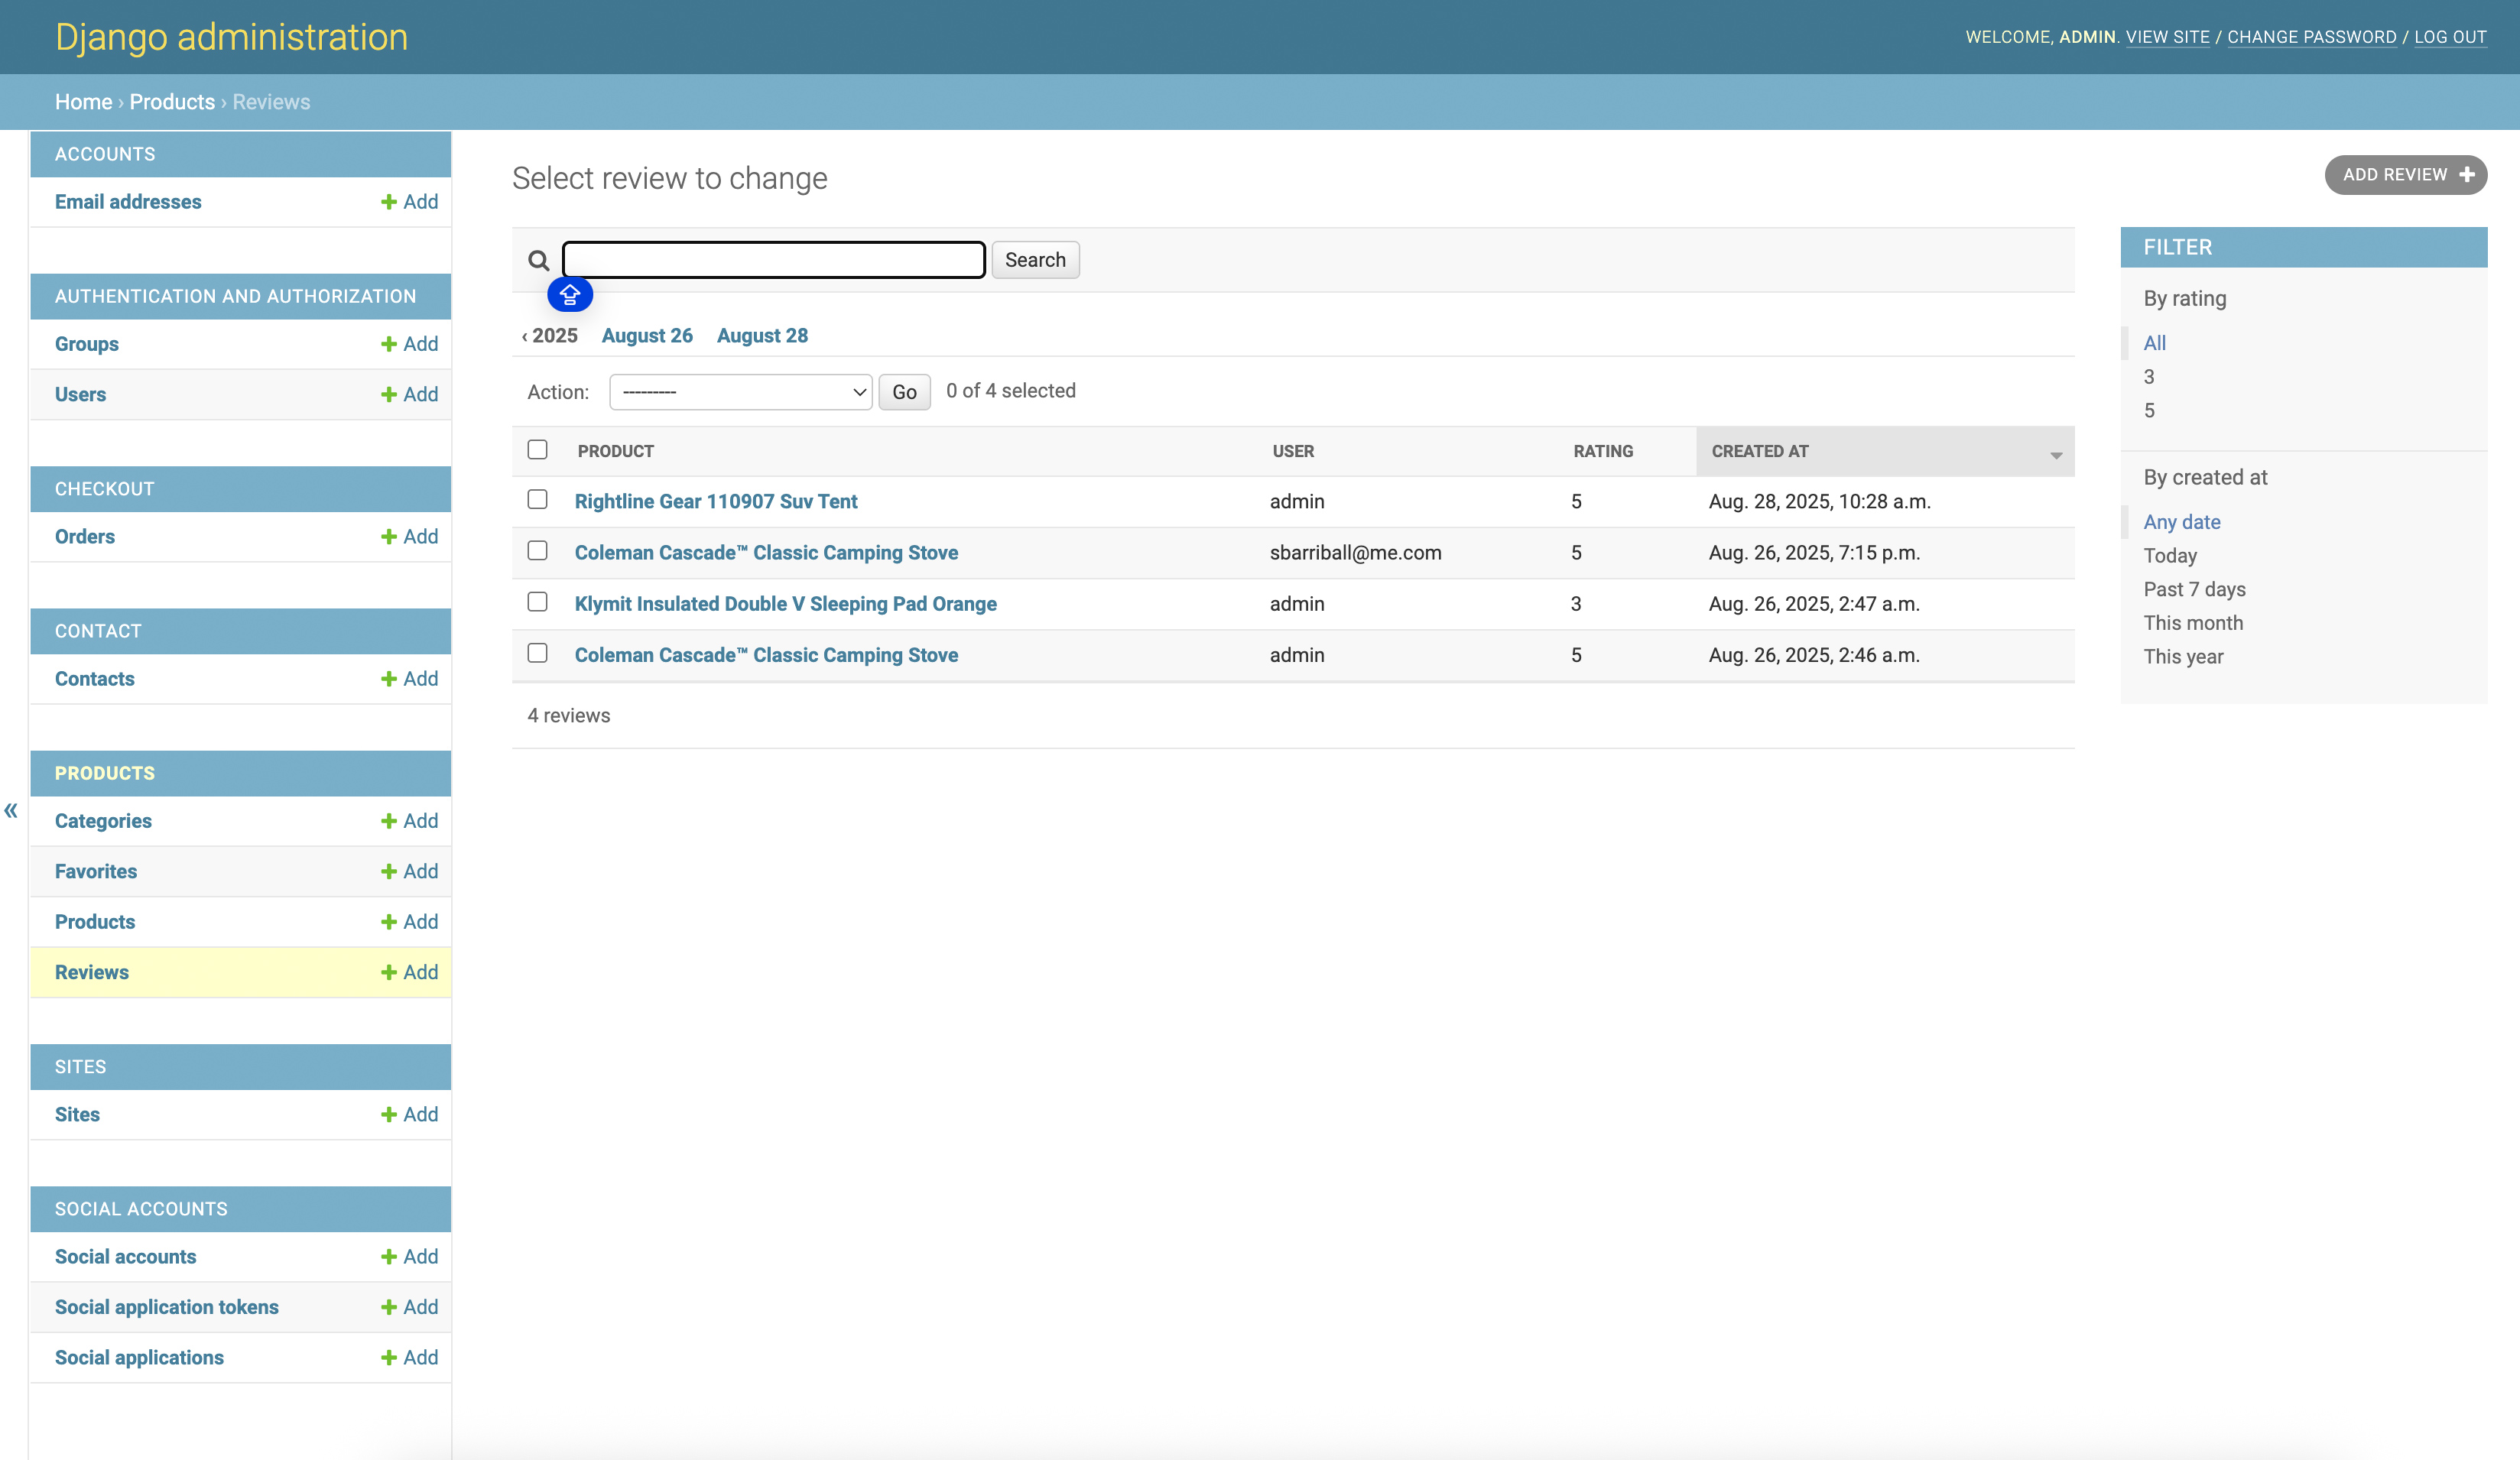 Django administration
WELCOME, ADMIN. VIEW SITE / CHANGE PASSWORD / LOG OUT
Home › Products › Reviews
ACCOUNTS
Email addresses Add
AUTHENTICATION AND AUTHORIZATION
Groups Add
Users Add
CHECKOUT
Orders Add
CONTACT
Contacts Add
PRODUCTS
Categories Add
Favorites Add
Products Add
Reviews Add
SITES
Sites Add
SOCIAL ACCOUNTS
Social accounts Add
Social application tokens Add
Social applications Add
«
Select review to change
ADD REVIEW
Search
‹ 2025 August 26 August 28
Action: --------- Go 0 of 4 selected
PRODUCT USER RATING CREATED AT
Rightline Gear 110907 Suv Tent admin 5 Aug. 28, 2025, 10:28 a.m.
Coleman Cascade™ Classic Camping Stove sbarriball@me.com 5 Aug. 26, 2025, 7:15 p.m.
Klymit Insulated Double V Sleeping Pad Orange admin 3 Aug. 26, 2025, 2:47 a.m.
Coleman Cascade™ Classic Camping Stove admin 5 Aug. 26, 2025, 2:46 a.m.
4 reviews
FILTER
By rating
All
3
5
By created at
Any date
Today
Past 7 days
This month
This year